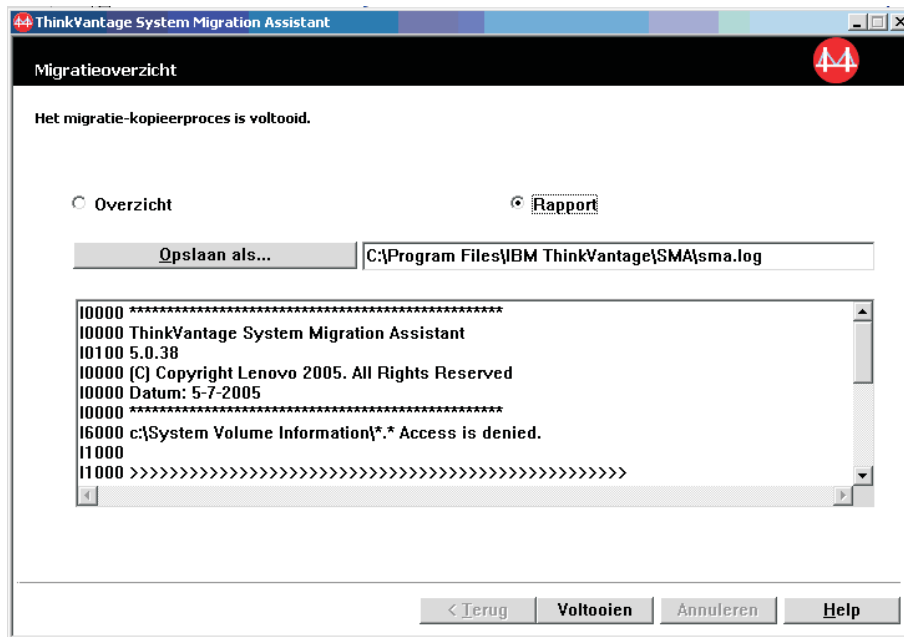 ThinkVantage System Migration Assistant
Migratieoverzicht
Het migratie-kopieerproces is voltooid.
Overzicht
Rapport
Opslaan als...
C:\Program Files\IBM ThinkVantage\SMA\sma.log
I0000 **************************************************
I0000 ThinkVantage System Migration Assistant
I0100 5.0.38
I0000 (C) Copyright Lenovo 2005. All Rights Reserved
I0000 Datum: 5-7-2005
I0000 **************************************************
I6000 c:\System Volume Information\*.* Access is denied.
I1000
I1000 >>>>>>>>>>>>>>>>>>>>>>>>>>>>>>>>>>>>>>>>>>>>>>>>>>
< Terug
Voltooien
Annuleren
Help